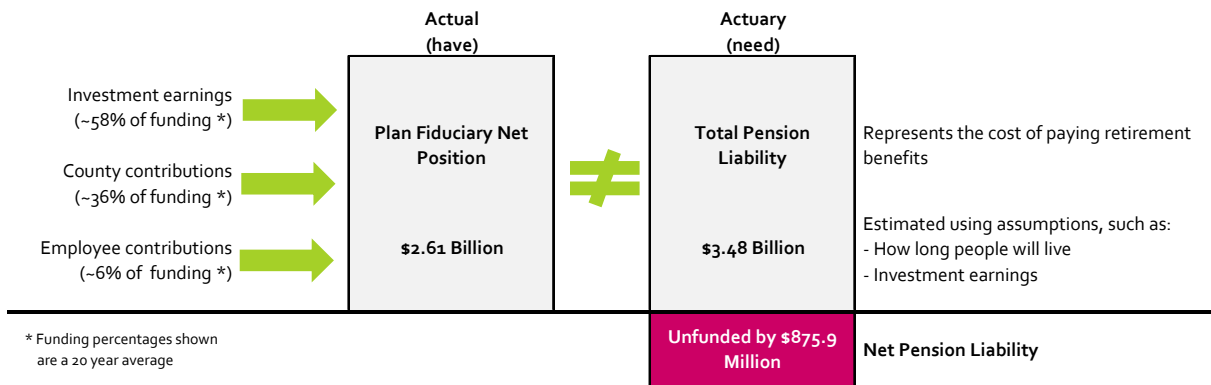 Actual
(have)
Actuary
(need)
Investment earnings
(~58% of funding *)
County contributions
(~36% of funding *)
Employee contributions
(~6% of  funding *)
Plan Fiduciary Net
Position
$2.61 Billion
Total Pension
Liability
$3.48 Billion
Represents the cost of paying retirement
benefits
Estimated using assumptions, such as:
- How long people will live
- Investment earnings
* Funding percentages shown
are a 20 year average
Unfunded by $875.9
Million
Net Pension Liability